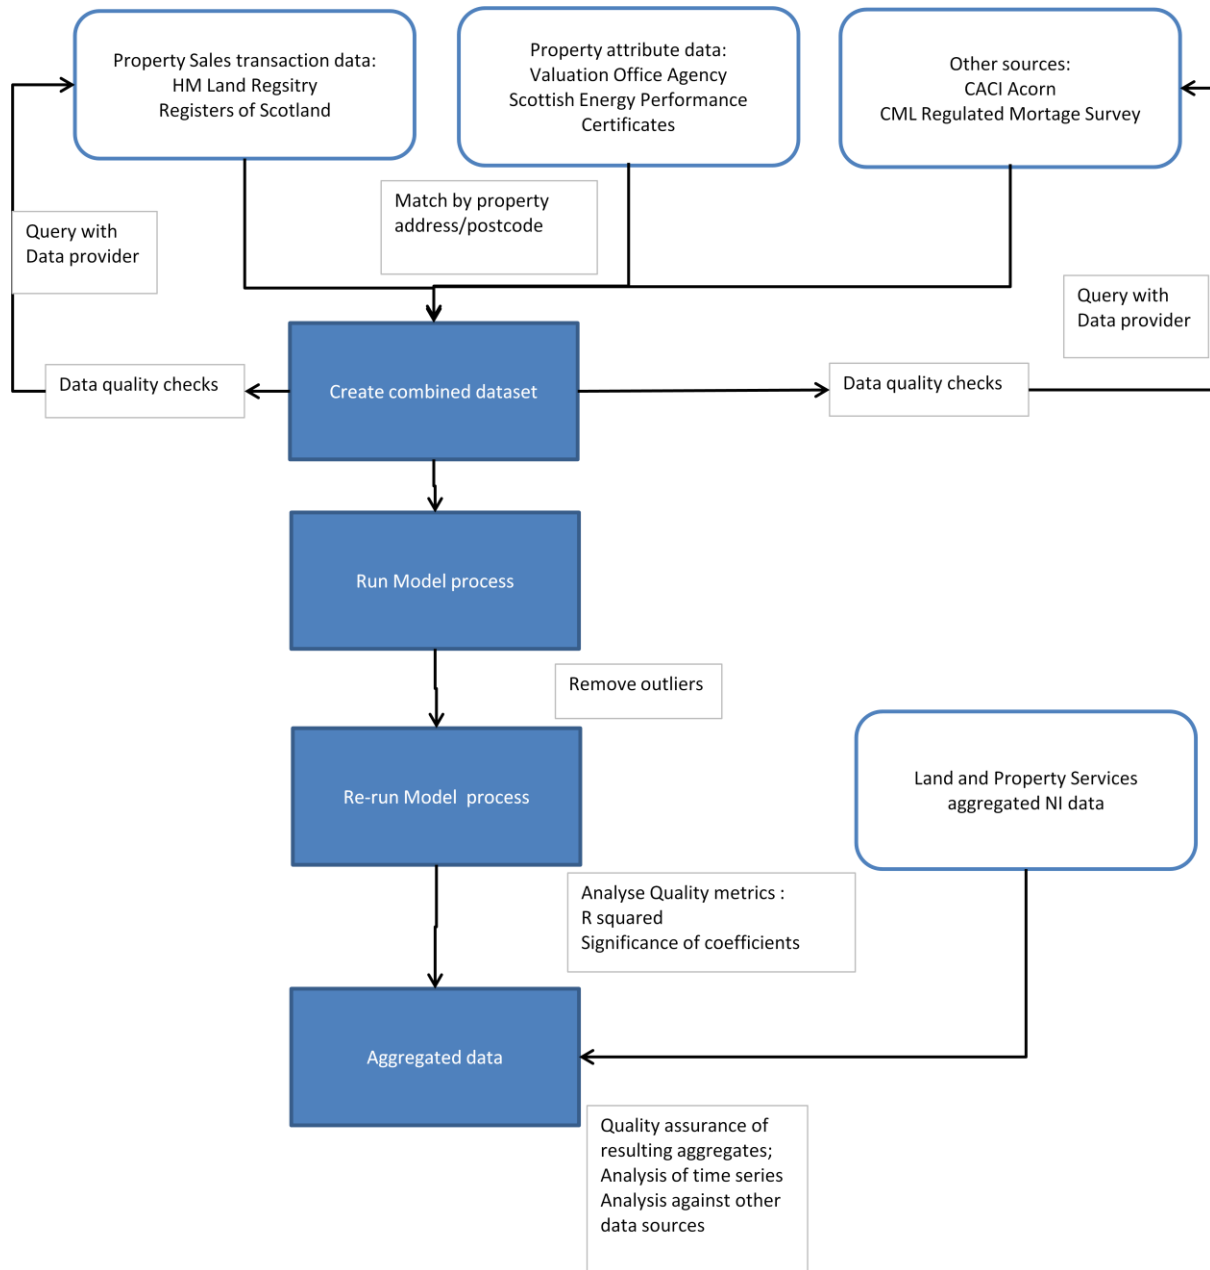 Property Sales transaction data:
HM Land Regsitry
Registers of Scotland
Property attribute data:
Valuation Office Agency
Scottish Energy Performance
Certificates
Other sources:
CACI Acorn
CML Regulated Mortage Survey
Match by property
address/postcode
Query with
Data provider
Query with
Data provider
Data quality checks
Create combined dataset
Data quality checks
Run Model process
Remove outliers
Re-run Model  process
Land and Property Services
aggregated NI data
Analyse Quality metrics :
R squared
Significance of coefficients
Aggregated data
Quality assurance of
resulting aggregates;
Analysis of time series
Analysis against other
data sources